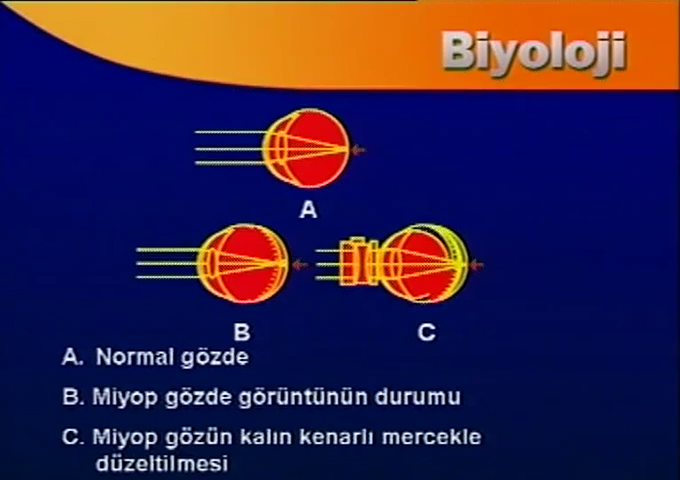 Biyoloji
A
B
C
A. Normal gözde
B. Miyop gözde görüntünün durumu
C. Miyop gözün kalın kenarlı mercekle
düzeltilmesi